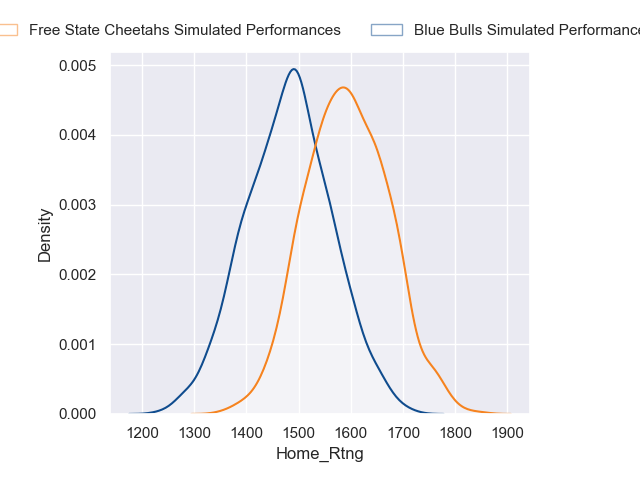 Free State Cheetahs Simulated Performances Blue Bulls Simulated Performance
0.005
0.004
0.003
0.002
0.001
0.000
Density
1200 1300 1400 1500 1600 1700 1800 1900
Home_Rtng